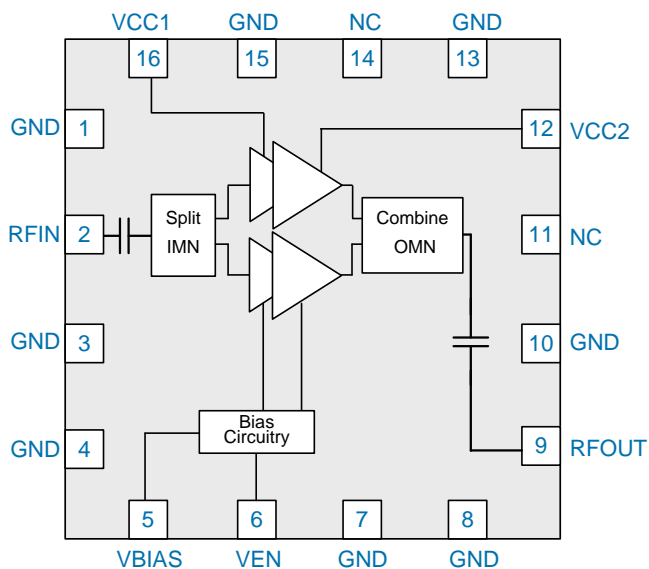 VCC1 GND NC GND
16 15 14 13
GND 1
12 VCC2
RFIN 2
Split
IMN
Combine
OMN
11 NC
GND 3
10 GND
GND 4
Bias
Circuitry
9 RFOUT
5 6 7 8
VBIAS VEN GND GND